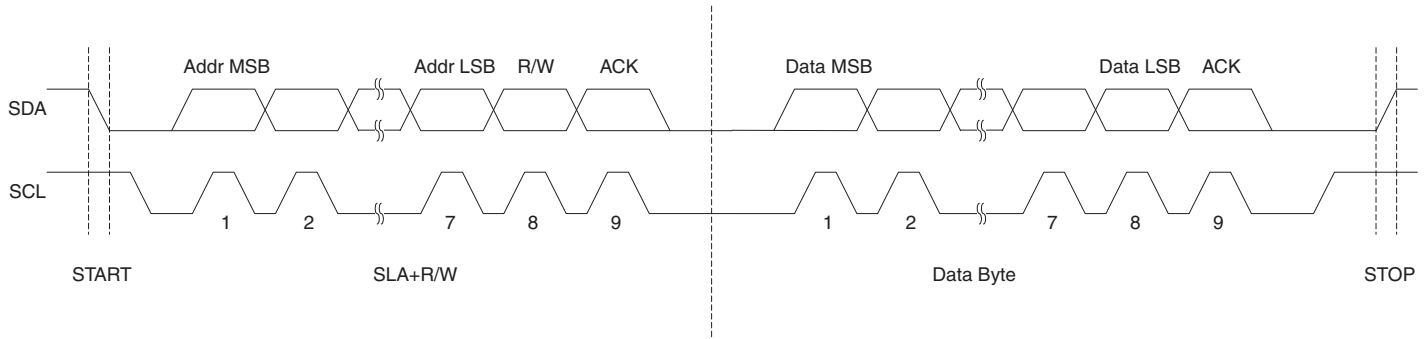 Addr MSB Addr LSB R/W ACK Data MSB Data LSB ACK
SDA
SCL
1 2 7 8 9 1 2 7 8 9
START SLA+R/W Data Byte STOP